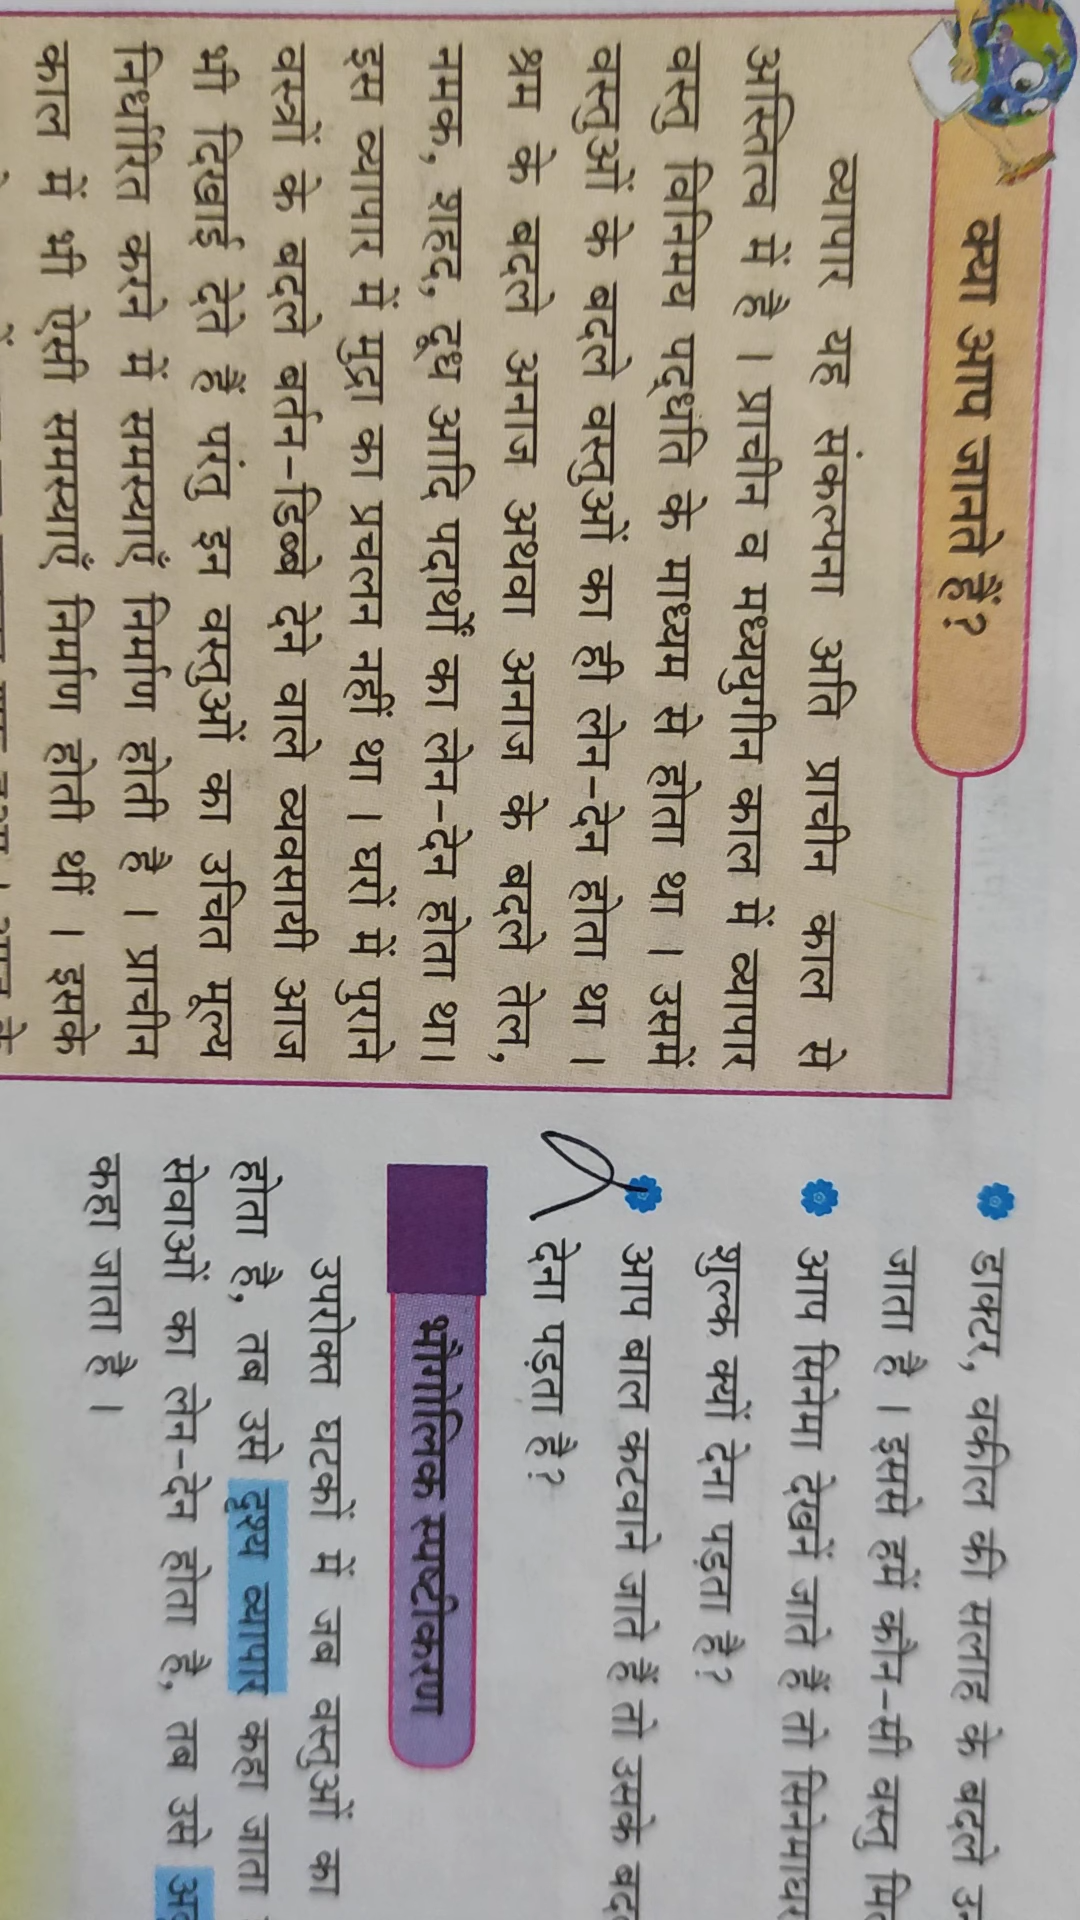 क्या आप जानते हैं?
व्यापार यह संकल्पना अति प्राचीन काल से
अस्तित्व में है । प्राचीन व मध्ययुगीन काल में व्यापार
वस्तु विनिमय पद्धति के माध्यम से होता था । उसमें
वस्तुओं के बदले वस्तुओं का ही लेन-देन होता था ।
श्रम के बदले अनाज अथवा अनाज के बदले तेल,
नमक, शहद, दूध आदि पदार्थों का लेन-देन होता था।
इस व्यापार में मुद्रा का प्रचलन नहीं था । घरों में पुराने
वस्त्रों के बदले बर्तन-डिब्बे देने वाले व्यवसायी आज
भी दिखाई देते हैं परंतु इन वस्तुओं का उचित मूल्य
निर्धारित करने में समस्याएँ निर्माण होती है । प्राचीन
काल में भी ऐसी समस्याएँ निर्माण होती थीं । इसके
डाक्टर, वकील की सलाह के बदले
जाता है । इससे हमें कौन-सी वस्तु
आप सिनेमा देखनें जाते हैं तो सिनेमाघर
शुल्क क्यों देना पड़ता है?
आप बाल कटवाने जाते हैं तो उसके
देना पड़ता है?
भौगोलिक स्पष्टीकरण
उपरोक्त घटकों में जब वस्तुओं का
होता है, तब उसे दृश्य व्यापार कहा जाता
सेवाओं का लेन-देन होता है, तब उसे
कहा जाता है ।